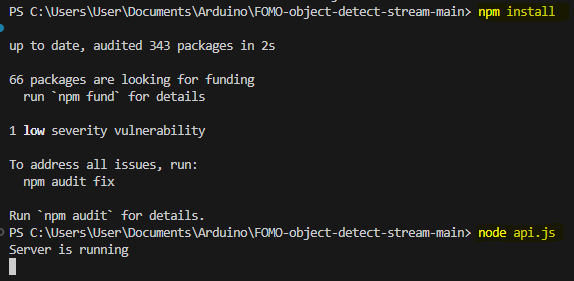 PS C:\Users\User\Documents\Arduino\FOMO-object-detect-stream-main> npm install
up to date, audited 343 packages in 2s
66 packages are looking for funding
run `npm fund` for details
1 low severity vulnerability
To address all issues, run:
npm audit fix
Run `npm audit` for details.
PS C:\Users\User\Documents\Arduino\FOMO-object-detect-stream-main> node api.js
Server is running